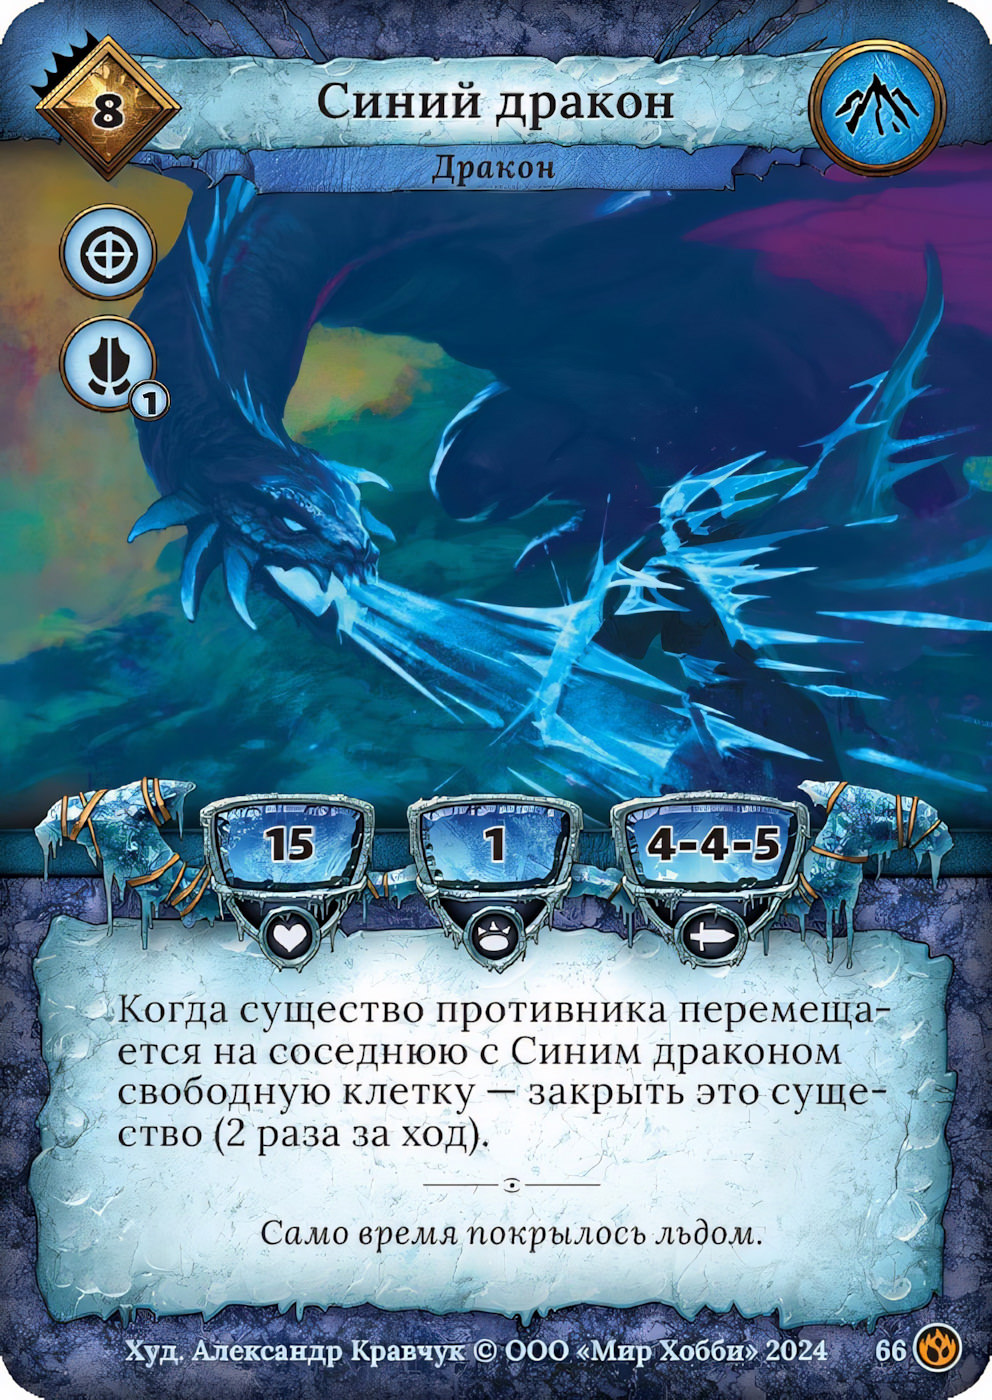 8
Синий дракон
Дракон
1
15
1
4-4-5
Когда существо противника перемеща-
ется на соседнюю с Синим драконом
свободную клетку — закрыть это суще-
ство (2 раза за ход).
Само время покрылось льдом.
Худ. Александр Кравчук © ООО «Мир Хобби» 2024
66